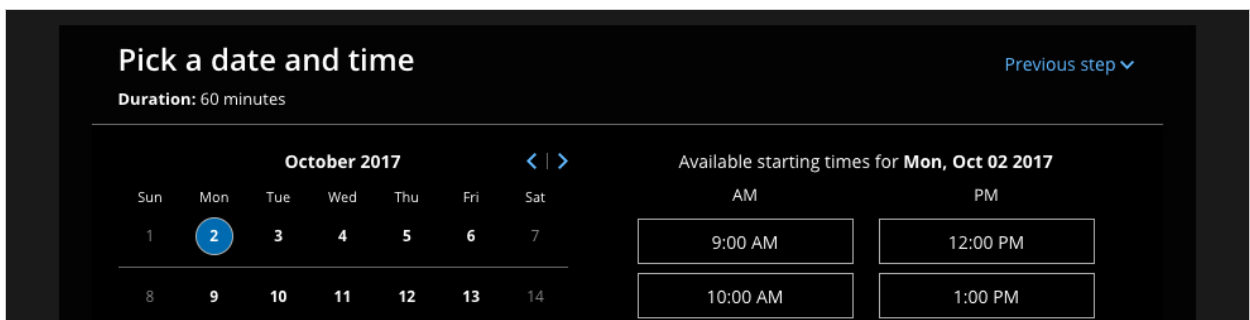 Pick a date and time
Previous step
Duration: 60 minutes
October 2017
Sun Mon Tue Wed Thu Fri Sat
1 2 3 4 5 6 7
8 9 10 11 12 13 14
Available starting times for Mon, Oct 02 2017
AM PM
9:00 AM 12:00 PM
10:00 AM 1:00 PM